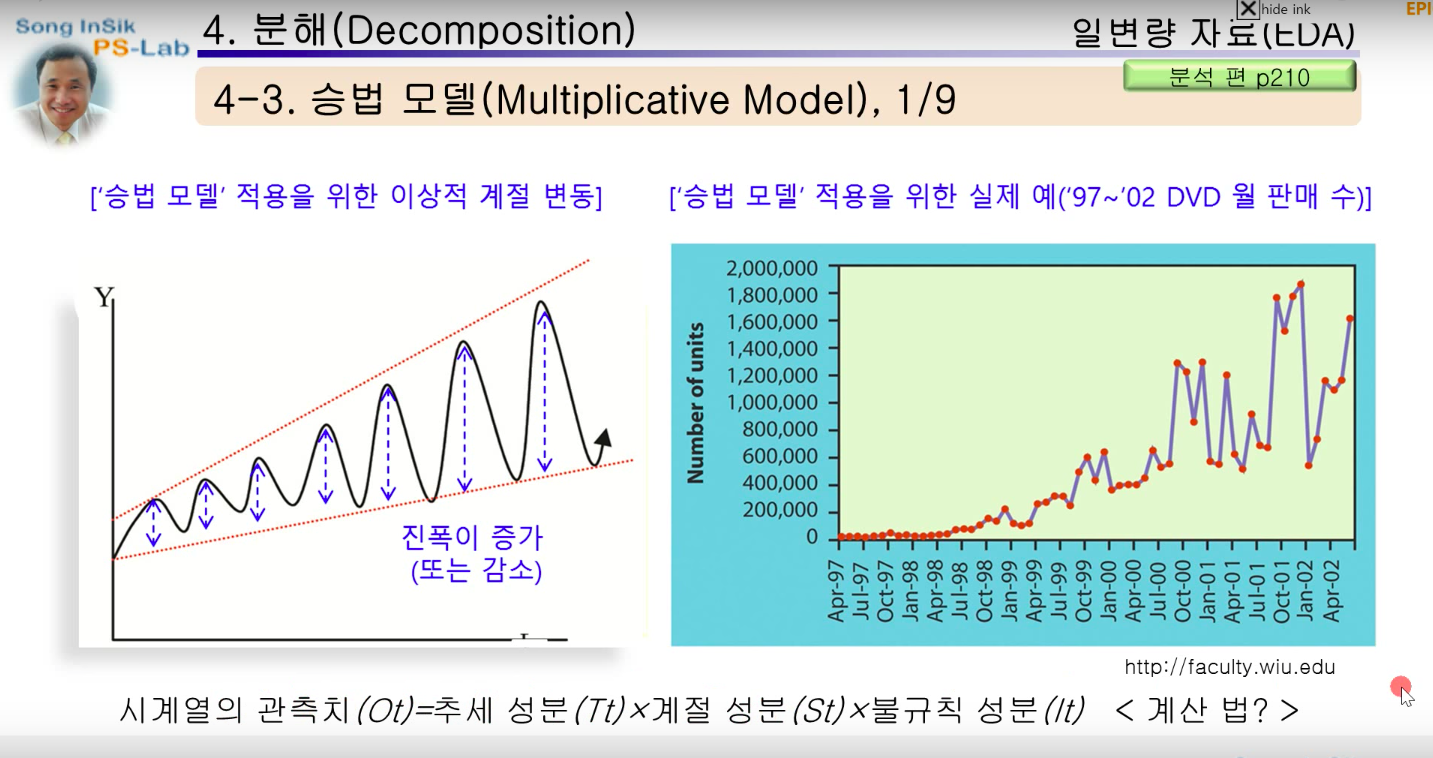 hide ink
EPI
Song InSik
PS-Lab
4. 분해(Decomposition)
일변량 자료(EDA)
분석 편 p210
4-3. 승법 모델(Multiplicative Model), 1/9
['승법 모델' 적용을 위한 이상적 계절 변동]
['승법 모델' 적용을 위한 실제 예('97~'02 DVD 월 판매 수)]
Y
진폭이 증가
(또는 감소)
Number of units
2,000,000
1,800,000
1,600,000
1,400,000
1,200,000
1,000,000
800,000
600,000
400,000
200,000
0
Apr-97
Jul-97
Oct-97
Jan-98
Apr-98
Jul-98
Oct-98
Jan-99
Apr-99
Jul-99
Oct-99
Jan-00
Apr-00
Jul-00
Oct-00
Jan-01
Apr-01
Jul-01
Oct-01
Jan-02
Apr-02
http://faculty.wiu.edu
시계열의 관측치(Ot)=추세 성분(Tt)×계절 성분(St)×불규칙 성분(It) < 계산 법? >